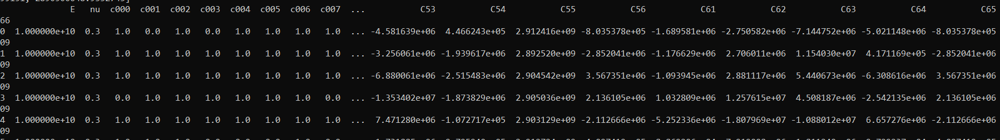 E nu c000 c001 c002 c003 c004 c005 c006 c007 ... C53 C54 C55 C56 C61 C62 C63 C64 C65
66
0 1.000000e+10 0.3 1.0 0.0 1.0 0.0 1.0 1.0 1.0 1.0 ... -4.581639e+06 4.466243e+05 2.912416e+09 -8.035378e+05 -1.689581e+06 -2.750582e+06 -7.144752e+06 -5.021148e+06 -8.035378e+05
09
1 1.000000e+10 0.3 1.0 1.0 1.0 1.0 1.0 1.0 1.0 1.0 ... -3.256061e+06 -1.939617e+06 2.892520e+09 -2.852041e+06 -1.176629e+06 2.706011e+06 1.154030e+07 4.171169e+05 -2.852041e+06
09
2 1.000000e+10 0.3 1.0 1.0 1.0 1.0 1.0 1.0 1.0 1.0 ... -6.880061e+06 -2.515483e+06 2.904542e+09 3.567351e+06 -1.093945e+06 2.881117e+06 5.440673e+06 -6.308616e+06 3.567351e+06
09
3 1.000000e+10 0.3 0.0 1.0 1.0 1.0 1.0 1.0 1.0 0.0 ... -1.353402e+07 -1.873829e+06 2.905036e+09 2.136105e+06 1.032809e+06 1.257615e+07 4.508187e+06 -2.542135e+06 2.136105e+06
09
4 1.000000e+10 0.3 1.0 1.0 1.0 1.0 1.0 1.0 1.0 1.0 ... 7.471280e+06 -1.072717e+05 2.903129e+09 -2.112666e+06 -5.252336e+06 -1.807969e+07 -1.088012e+07 6.657276e+06 -2.112666e+06
09